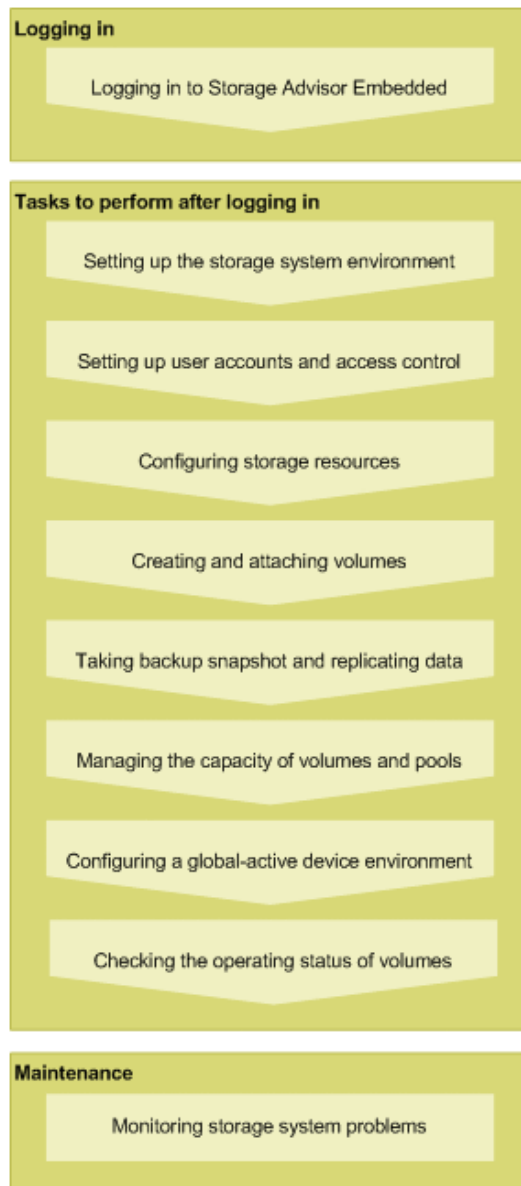 Logging in
Logging in to Storage Advisor Embedded
Tasks to perform after logging in
Setting up the storage system environment
Setting up user accounts and access control
Configuring storage resources
Creating and attaching volumes
Taking backup snapshot and replicating data
Managing the capacity of volumes and pools
Configuring a global-active device environment
Checking the operating status of volumes
Maintenance
Monitoring storage system problems